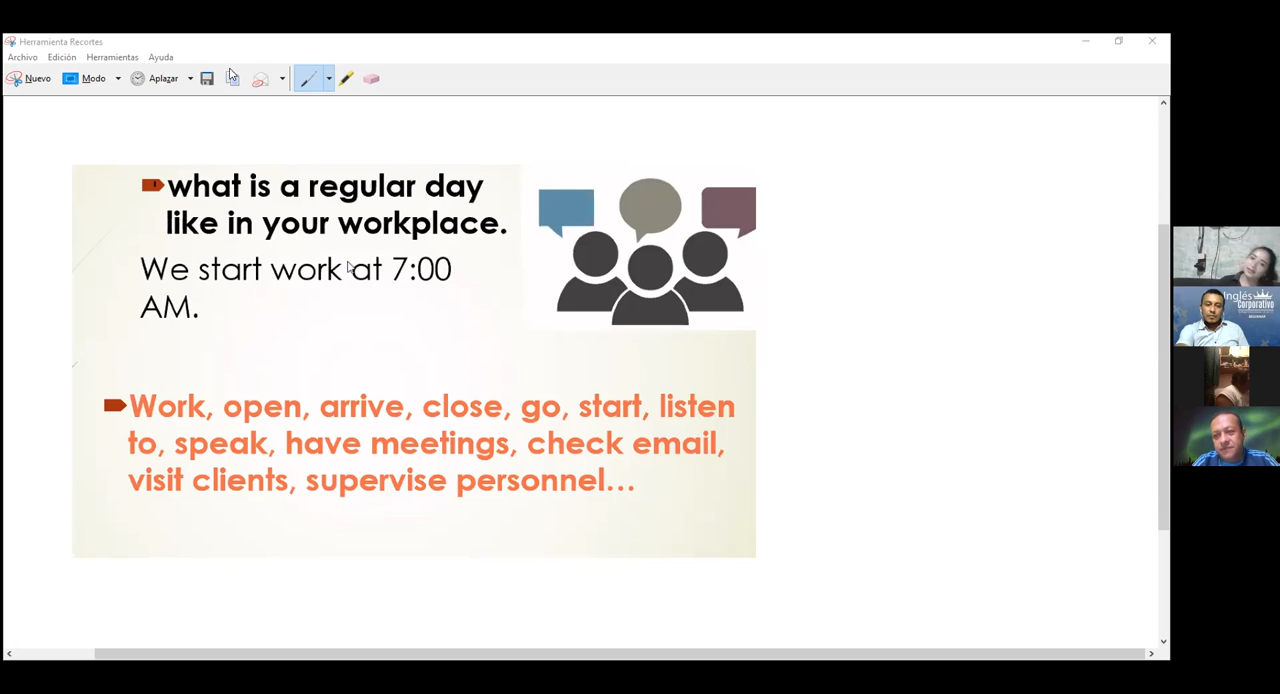 Herramienta Recortes
Archivo Edición Herramientas Ayuda
Nuevo Modo Aplazar
what is a regular day
like in your workplace.
We start work at 7:00
AM.
Work, open, arrive, close, go, start, listen
to, speak, have meetings, check email,
visit clients, supervise personnel...
Inglés
Corporativo